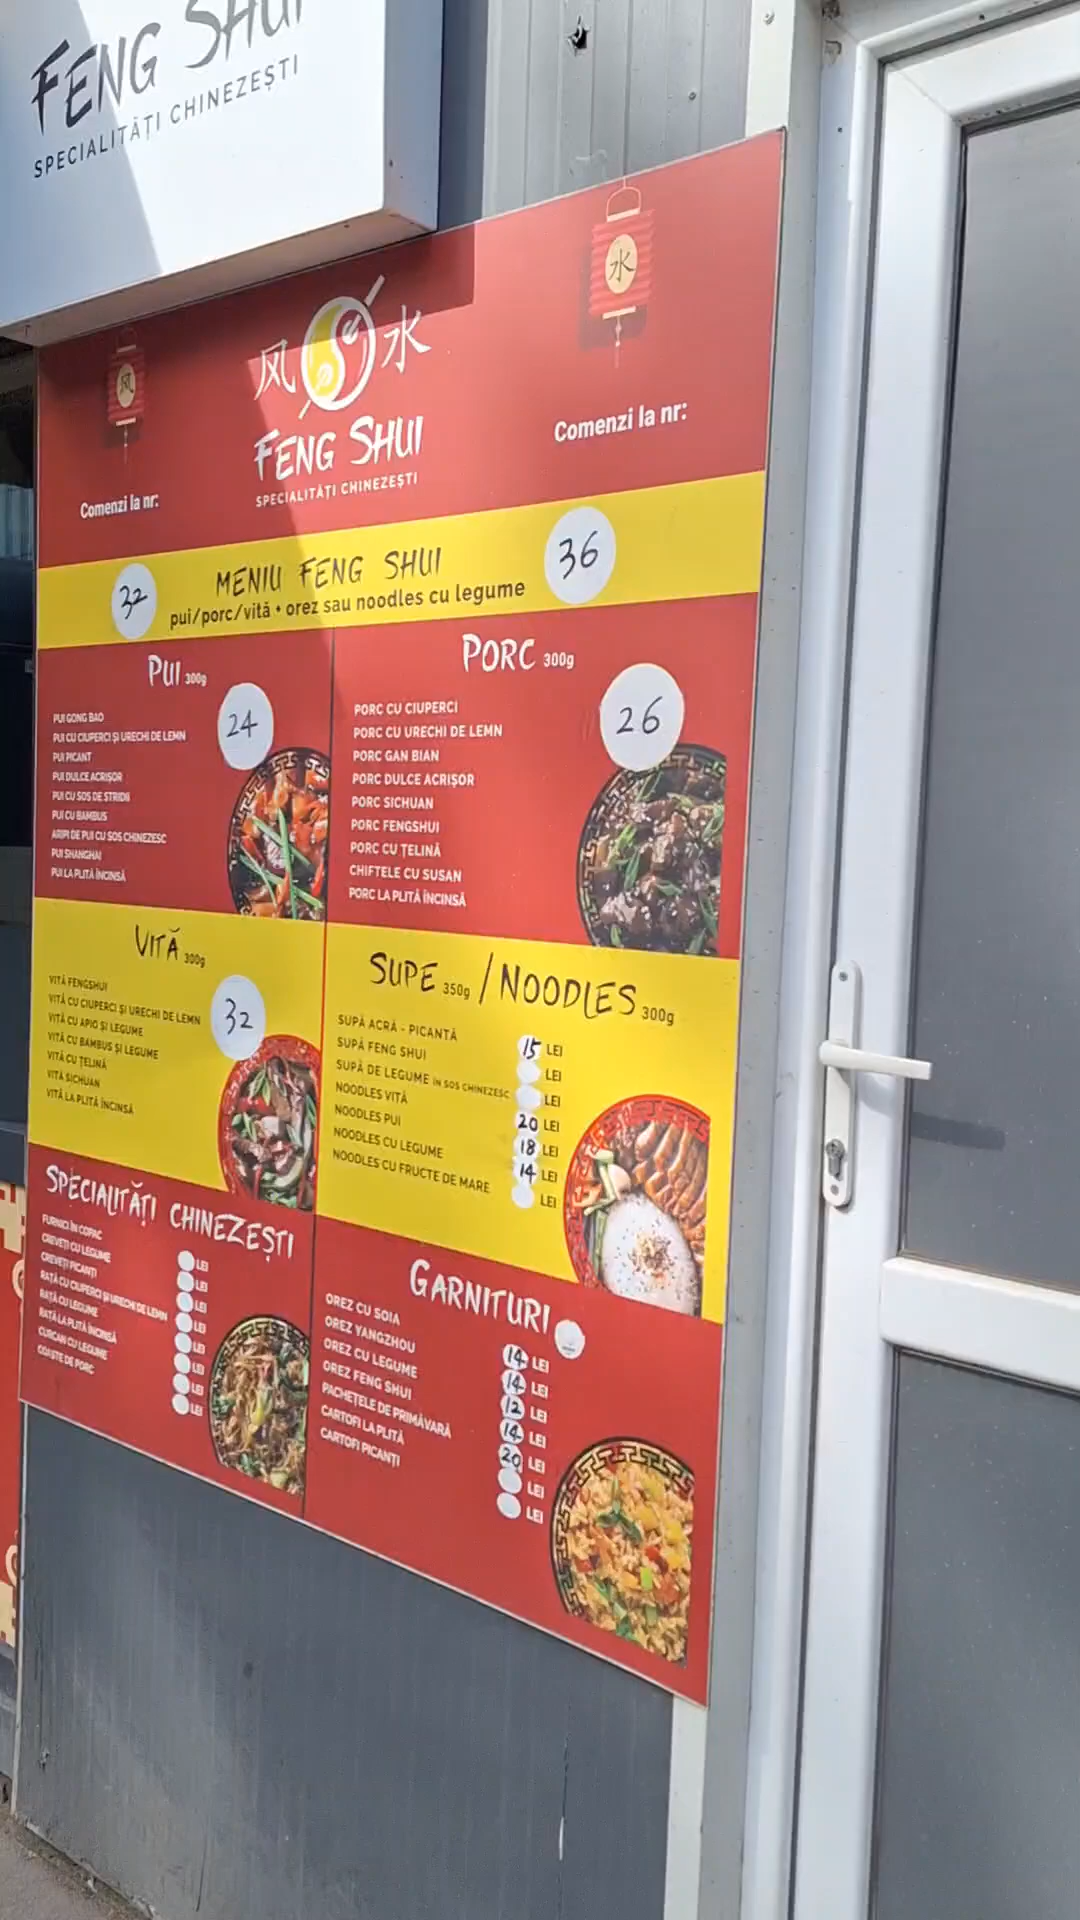 FENG SHUI
SPECIALITĂȚI CHINEZEȘTI
水
风
风 水
FENG SHUI
SPECIALITĂȚI CHINEZEȘTI
Comenzi la nr:
Comenzi la nr:
32 MENIU FENG SHUI 36
pui/porc/vită • orez sau noodles cu legume
PUI 300g
24
PUI GONG BAO
PUI CU CIUPERCI ȘI URECHI DE LEMN
PUI PICANT
PUI DULCE ACRIȘOR
PUI CU SOS DE STRIDII
PUI CU BAMBUS
ARIPI DE PUI CU SOS CHINEZESC
PUI SHANGHAI
PUI LA PLITĂ ÎNCINSĂ
PORC 300g
26
PORC CU CIUPERCI
PORC CU URECHI DE LEMN
PORC GAN BIAN
PORC DULCE ACRIȘOR
PORC SICHUAN
PORC FENGSHUI
PORC CU ȚELINĂ
CHIFTELE CU SUSAN
PORC LA PLITĂ ÎNCINSĂ
VITĂ 300g
32
VITĂ FENGSHUI
VITĂ CU CIUPERCI ȘI URECHI DE LEMN
VITĂ CU APIO ȘI LEGUME
VITĂ CU BAMBUS ȘI LEGUME
VITĂ CU ȚELINĂ
VITĂ SICHUAN
VITĂ LA PLITĂ ÎNCINSĂ
SUPE 350g / NOODLES 300g
SUPĂ ACRĂ - PICANTĂ 15 LEI
SUPĂ FENG SHUI LEI
SUPĂ DE LEGUME ÎN SOS CHINEZESC LEI
NOODLES VITĂ 20 LEI
NOODLES PUI 18 LEI
NOODLES CU LEGUME 14 LEI
NOODLES CU FRUCTE DE MARE LEI
SPECIALITĂȚI CHINEZEȘTI
FURNICI ÎN COPAC LEI
CREVEȚI CU LEGUME LEI
CREVEȚI PICANȚI LEI
RAȚĂ CU CIUPERCI ȘI URECHI DE LEMN LEI
RAȚĂ CU LEGUME LEI
RAȚĂ LA PLITĂ ÎNCINSĂ LEI
CURCAN CU LEGUME LEI
COASTE DE PORC LEI
GARNITURI
OREZ CU SOIA 14 LEI
OREZ YANGZHOU 14 LEI
OREZ CU LEGUME 12 LEI
OREZ FENG SHUI 14 LEI
PACHEȚELE DE PRIMĂVARĂ 20 LEI
CARTOFI LA PLITĂ LEI
CARTOFI PICANȚI LEI